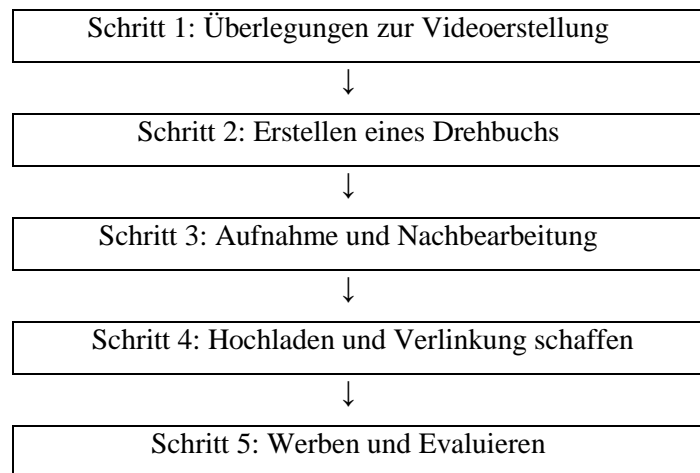 Schritt 1: Überlegungen zur Videoerstellung
↓
Schritt 2: Erstellen eines Drehbuchs
↓
Schritt 3: Aufnahme und Nachbearbeitung
↓
Schritt 4: Hochladen und Verlinkung schaffen
↓
Schritt 5: Werben und Evaluieren